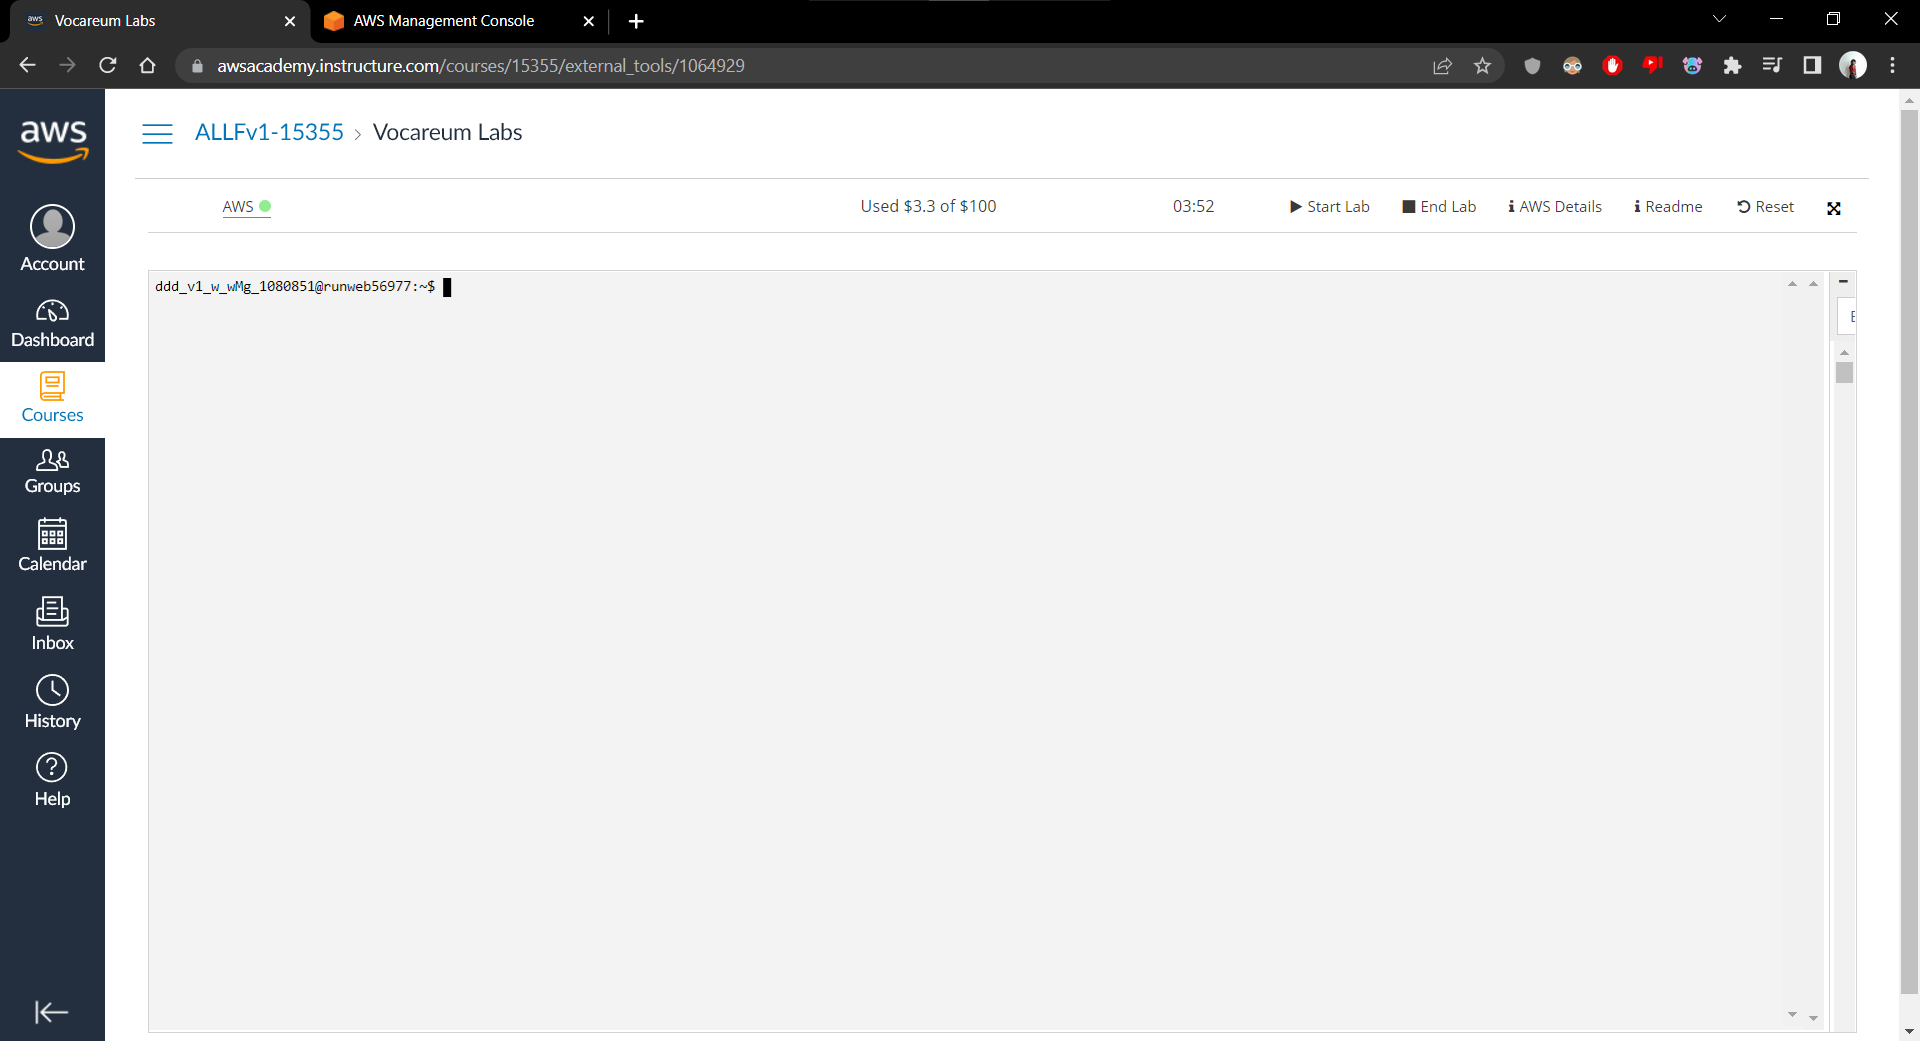 aws Vocareum Labs
AWS Management Console
awsacademy.instructure.com/courses/15355/external_tools/1064929
aws
ALLFv1-15355 > Vocareum Labs
AWS
Used $3.3 of $100
03:52
Start Lab
End Lab
AWS Details
Readme
Reset
ddd_v1_w_wMg_1080851@runweb56977:~$
Account
Dashboard
Courses
Groups
Calendar
Inbox
History
Help